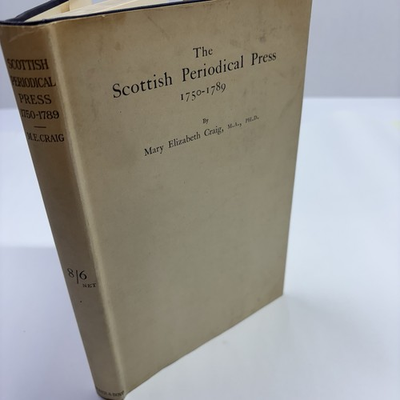 The
Scottish Periodical Press
1750-1789
By
Mary Elizabeth Craig, M.A., PH.D.
SCOTTISH
PERIODICAL
PRESS
1750-1789
M.E.CRAIG
8/6
NET